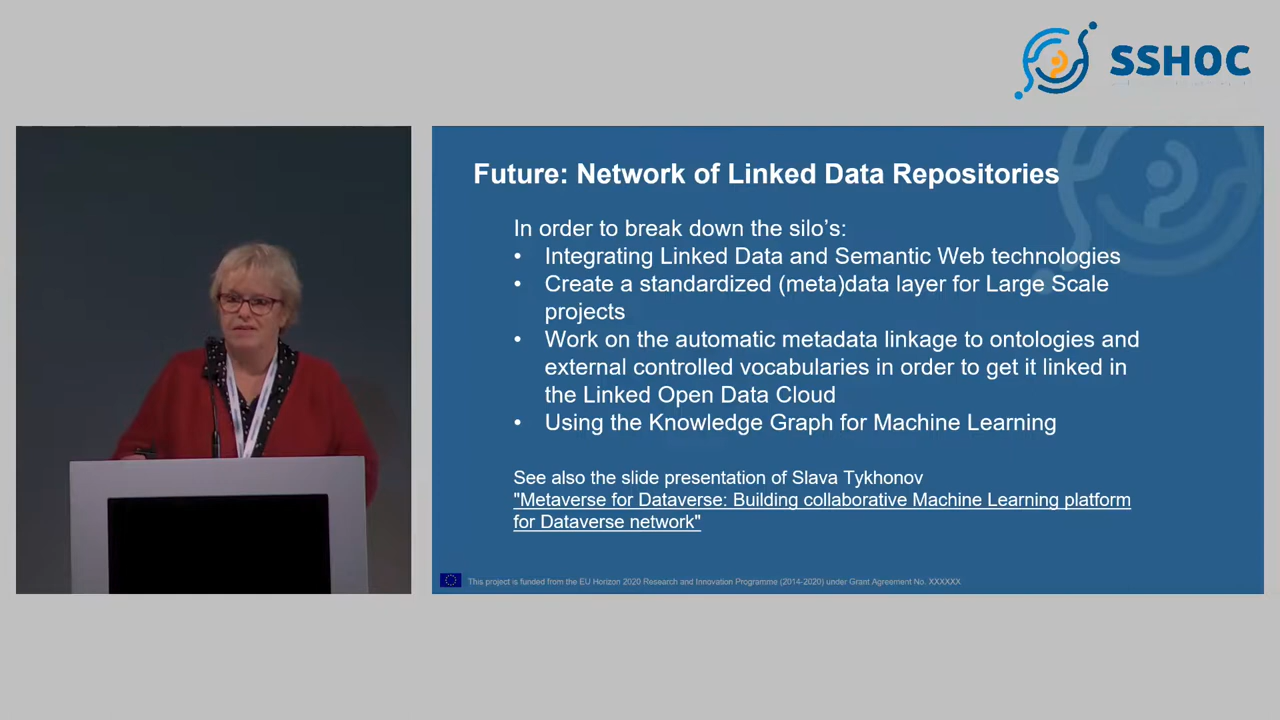 SSHOC
Future: Network of Linked Data Repositories
In order to break down the silo's:
• Integrating Linked Data and Semantic Web technologies
• Create a standardized (meta)data layer for Large Scale
projects
• Work on the automatic metadata linkage to ontologies and
external controlled vocabularies in order to get it linked in
the Linked Open Data Cloud
• Using the Knowledge Graph for Machine Learning
See also the slide presentation of Slava Tykhonov
"Metaverse for Dataverse: Building collaborative Machine Learning platform
for Dataverse network"
This project is funded from the EU Horizon 2020 Research and Innovation Programme (2014-2020) under Grant Agreement No. XXXXXX